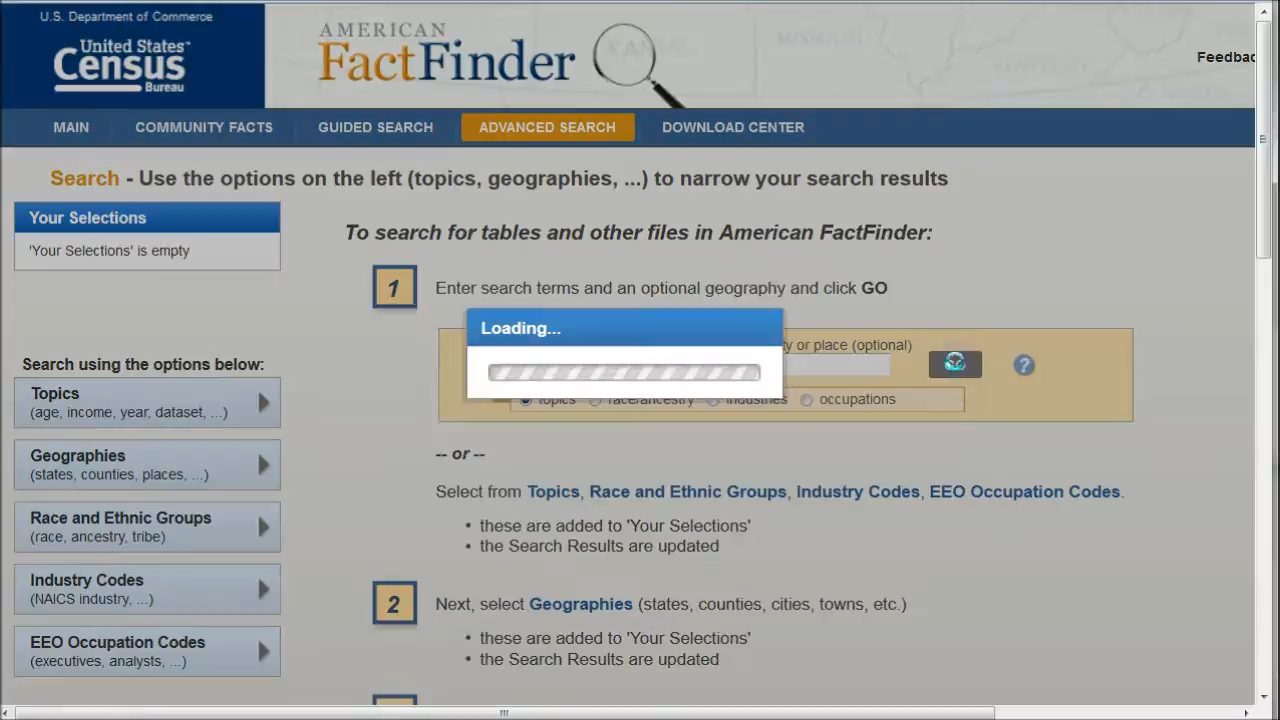 U.S. Department of Commerce
United States™
Census
Bureau
AMERICAN
FactFinder
KANSAS
MISSOURI
KENTUCKY
Feedbac
MAIN
COMMUNITY FACTS
GUIDED SEARCH
ADVANCED SEARCH
DOWNLOAD CENTER
Search - Use the options on the left (topics, geographies, ...) to narrow your search results
Your Selections
'Your Selections' is empty
Search using the options below:
Topics
(age, income, year, dataset, ...)
Geographies
(states, counties, places, ...)
Race and Ethnic Groups
(race, ancestry, tribe)
Industry Codes
(NAICS industry, ...)
EEO Occupation Codes
(executives, analysts, ...)
To search for tables and other files in American FactFinder:
1
Enter search terms and an optional geography and click GO
Loading...
ty or place (optional)
?
topics
race/ancestry
industries
occupations
-- or --
Select from Topics, Race and Ethnic Groups, Industry Codes, EEO Occupation Codes.
• these are added to 'Your Selections'
• the Search Results are updated
2
Next, select Geographies (states, counties, cities, towns, etc.)
• these are added to 'Your Selections'
• the Search Results are updated